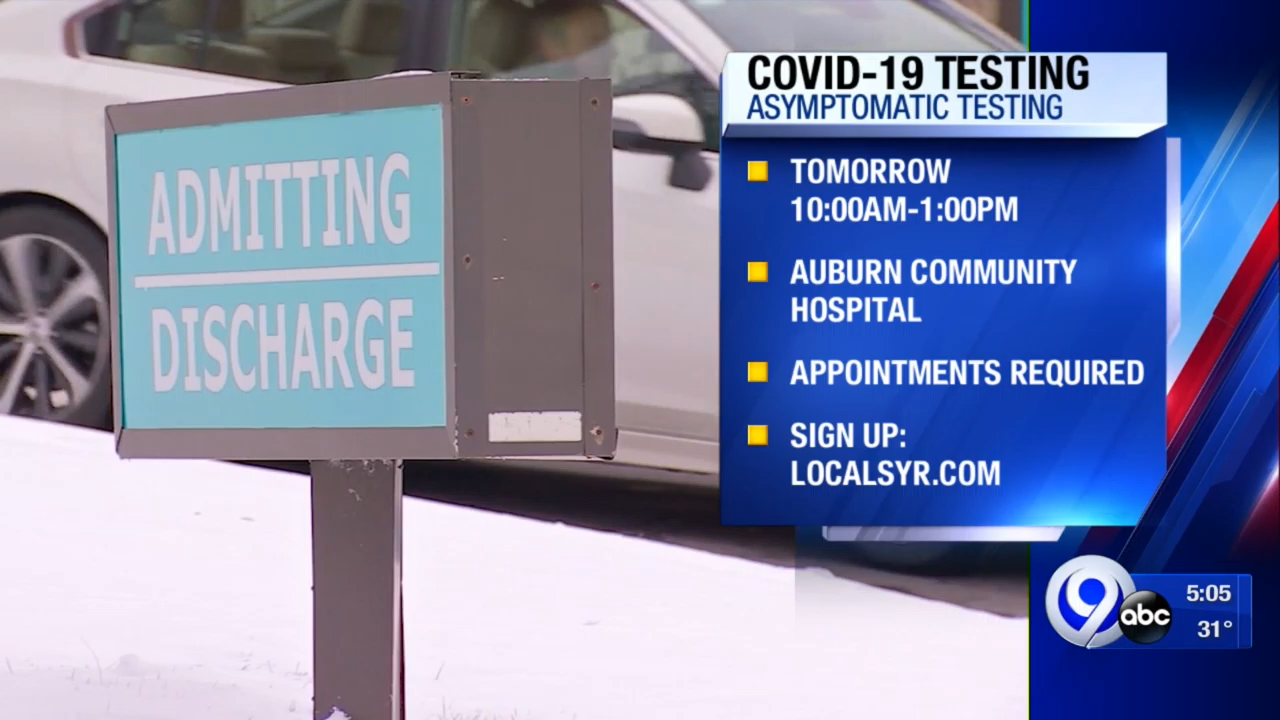 ADMITTING
DISCHARGE
COVID-19 TESTING
ASYMPTOMATIC TESTING
TOMORROW
10:00AM-1:00PM
AUBURN COMMUNITY
HOSPITAL
APPOINTMENTS REQUIRED
SIGN UP:
LOCALSYR.COM
9
abc
5:05
31°